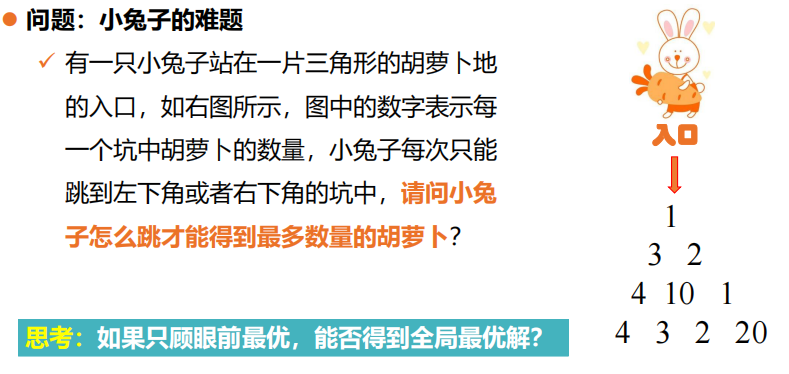 问题：小兔子的难题
有一只小兔子站在一片三角形的胡萝卜地
的入口，如右图所示，图中的数字表示每
一个坑中胡萝卜的数量，小兔子每次只能
跳到左下角或者右下角的坑中，请问小兔
子怎么跳才能得到最多数量的胡萝卜？
思考：如果只顾眼前最优，能否得到全局最优解？
入口
1
3 2
4 10 1
4 3 2 20